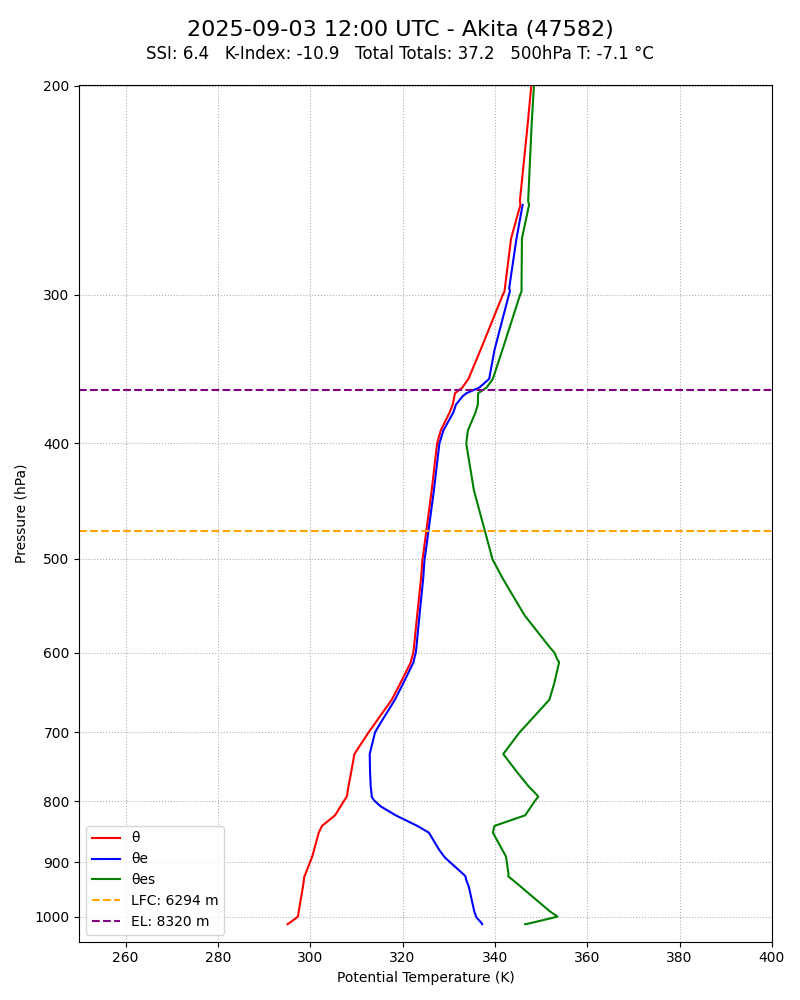 2025-09-03 12:00 UTC - Akita (47582)
SSI: 6.4   K-Index: -10.9   Total Totals: 37.2   500hPa T: -7.1 °C
200
300
400
500
600
700
800
900
1000
Pressure (hPa)
θ
θe
θes
LFC: 6294 m
EL: 8320 m
260
280
300
320
340
360
380
400
Potential Temperature (K)